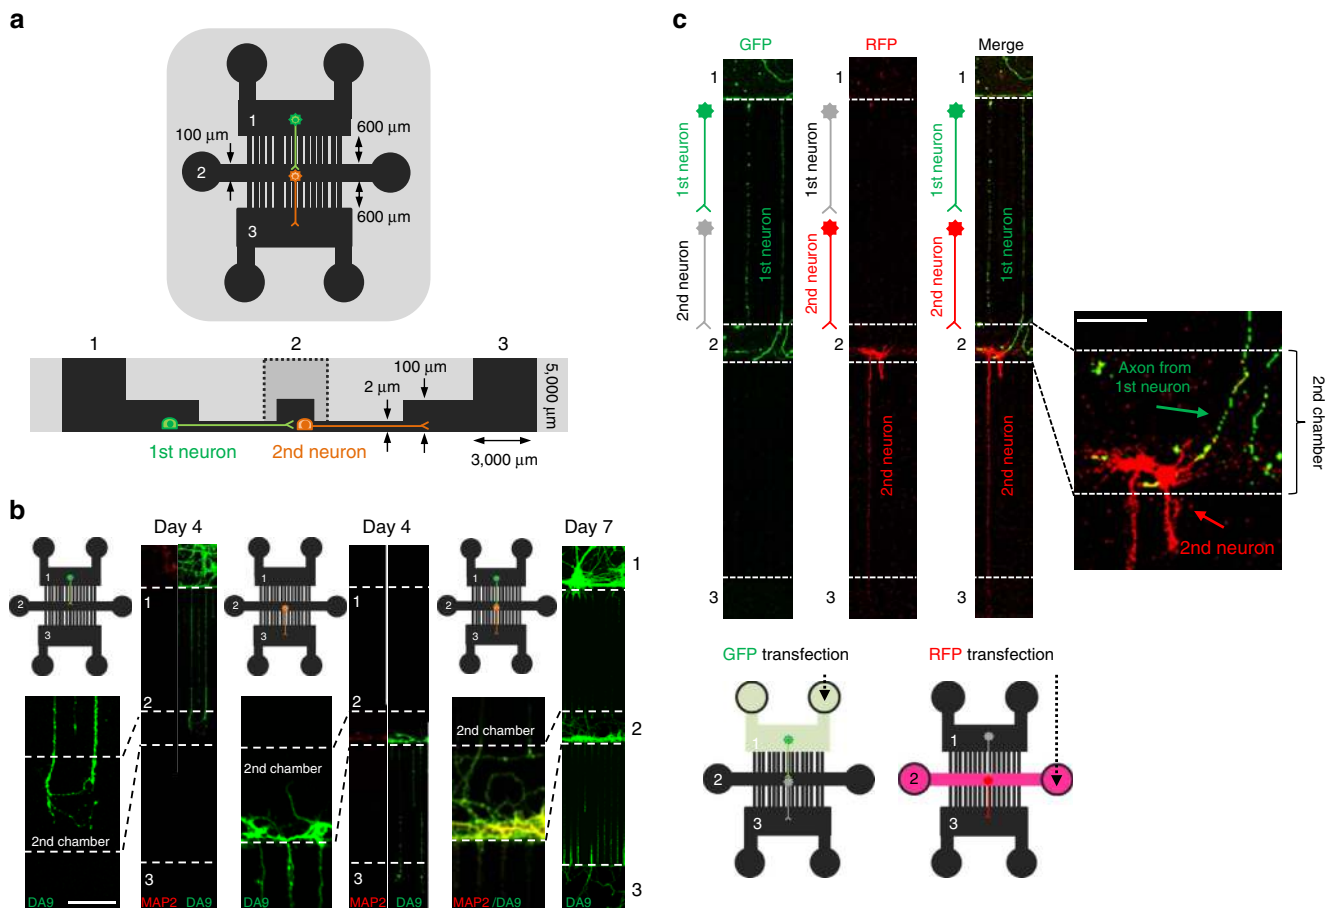 a
1
100 µm
600 µm
2
600 µm
3
1
2
3
100 µm
2 µm
5,000 µm
1st neuron
2nd neuron
3,000 µm
b
Day 4
Day 4
Day 7
1
2
3
1
2
3
2nd chamber
DA9
MAP2
DA9
1
2
3
1
2
3
2nd chamber
DA9
MAP2
DA9
1
2
3
2nd chamber
MAP2 /DA9
1
2
3
DA9
c
GFP
RFP
Merge
1
1
1
1st neuron
2nd neuron
1st neuron
1st neuron
2nd neuron
2nd neuron
1st neuron
2nd neuron
1st neuron
2nd neuron
2
2
2
3
3
3
Axon from
1st neuron
2nd neuron
2nd chamber
GFP transfection
RFP transfection
1
2
3
1
2
3